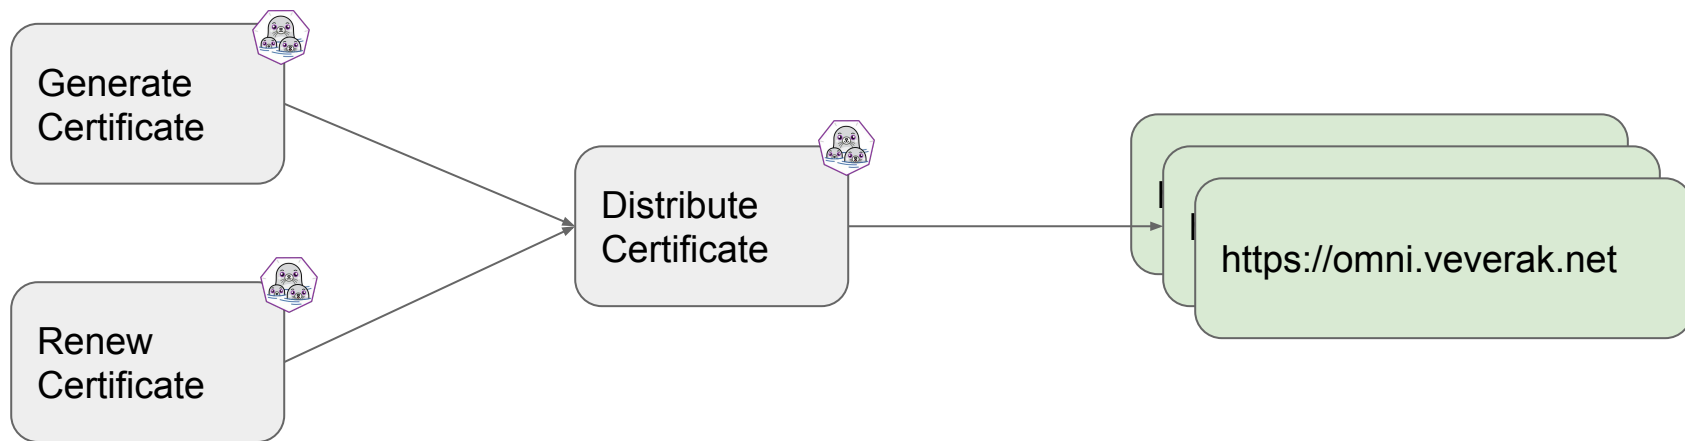 Generate
Certificate
Renew
Certificate
Distribute
Certificate
https://omni.veverak.net